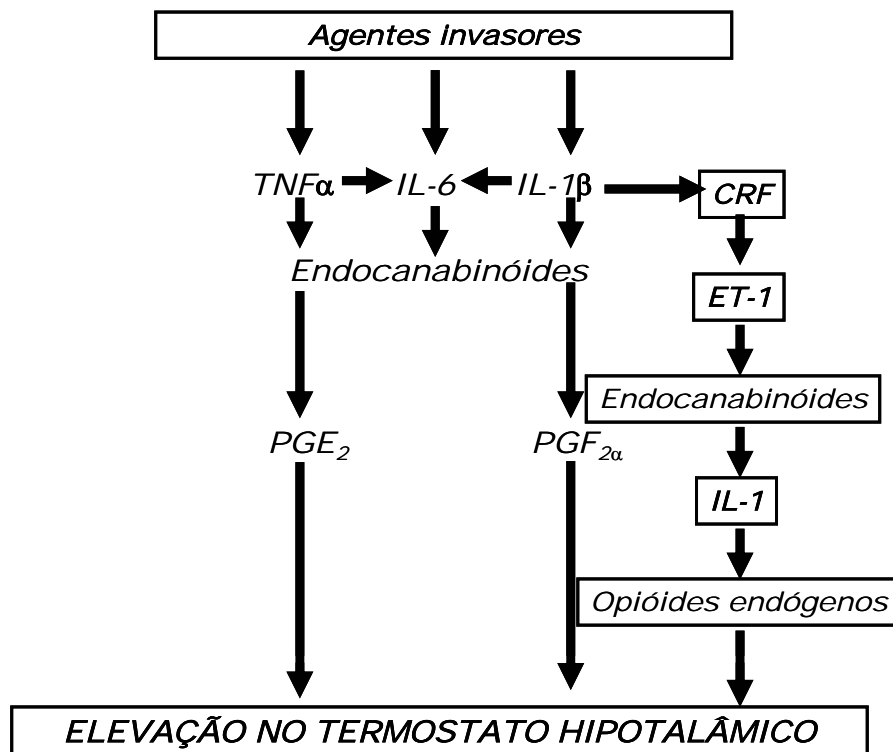 Agentes invasores
TNFα IL-6 IL-1β
CRF
Endocanabinóides
ET-1
Endocanabinóides
PGE2 PGF2α
IL-1
Opióides endógenos
ELEVAÇÃO NO TERMOSTATO HIPOTALÂMICO